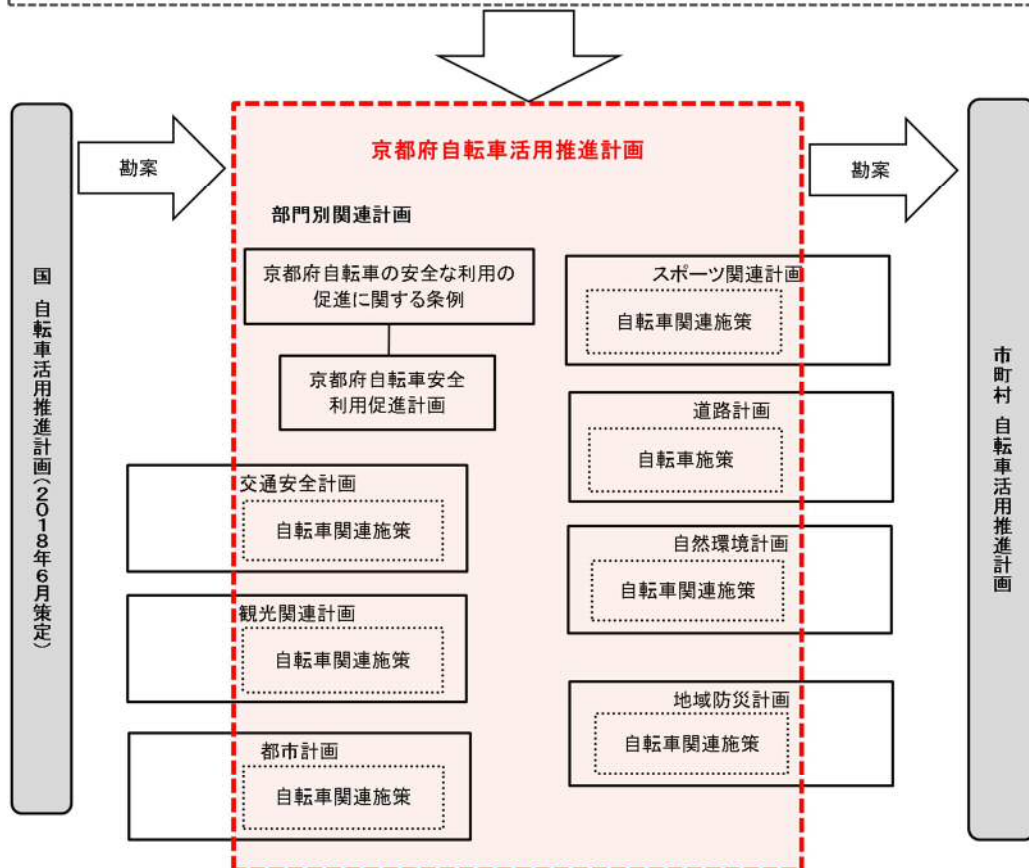 京都府自転車活用推進計画
勘案
勘案
国 自転車活用推進計画(2018年6月策定)
市町村 自転車活用推進計画
部門別関連計画
京都府自転車の安全な利用の
促進に関する条例
京都府自転車安全
利用促進計画
交通安全計画
自転車関連施策
観光関連計画
自転車関連施策
都市計画
自転車関連施策
スポーツ関連計画
自転車関連施策
道路計画
自転車施策
自然環境計画
自転車関連施策
地域防災計画
自転車関連施策